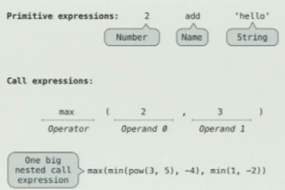 Primitive expressions: 2 add 'hello'
Number Name String
Call expressions:
max ( 2 , 3 )
Operator Operand 0 Operand 1
One big
nested call
expression
max(min(pow(3, 5), -4), min(1, -2))